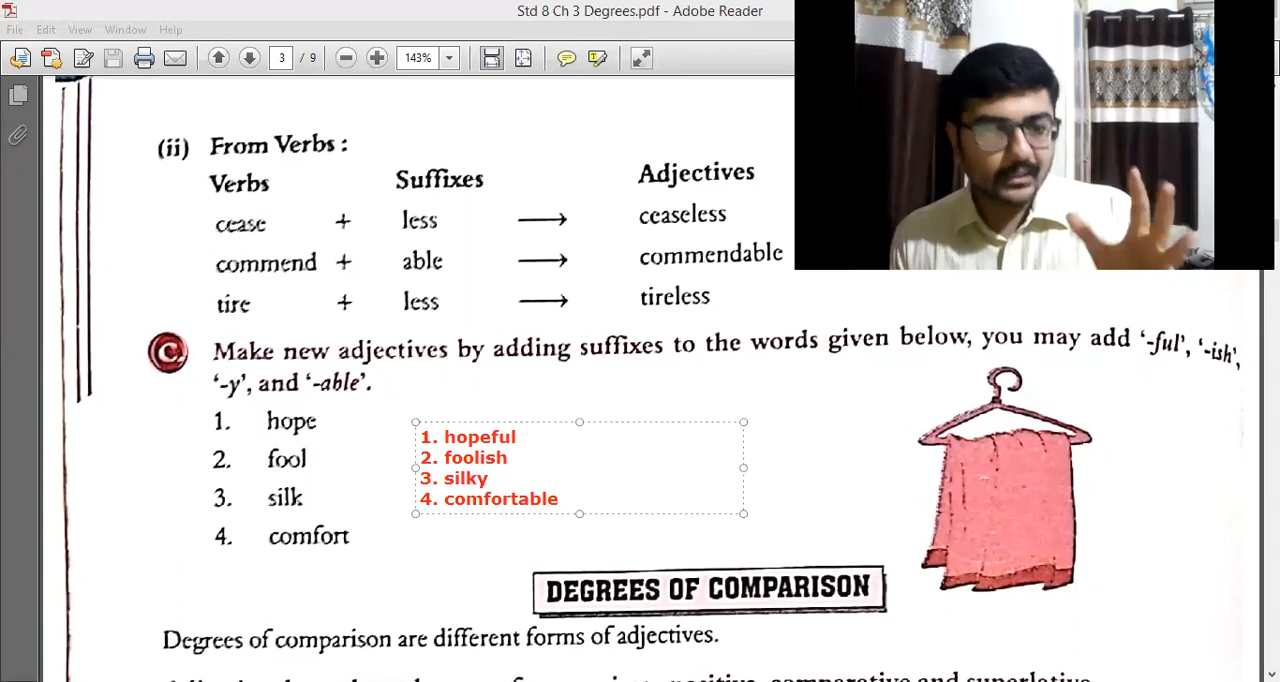 Std 8 Ch 3 Degrees.pdf - Adobe Reader
File Edit View Window Help
3 / 9 143%
(ii) From Verbs :
Verbs Suffixes Adjectives
cease + less ⟶ ceaseless
commend + able ⟶ commendable
tire + less ⟶ tireless
C. Make new adjectives by adding suffixes to the words given below, you may add '-ful', '-ish',
'-y', and '-able'.
1. hope
2. fool
3. silk
4. comfort
1. hopeful
2. foolish
3. silky
4. comfortable
DEGREES OF COMPARISON
Degrees of comparison are different forms of adjectives.
positive, comparative and superlative